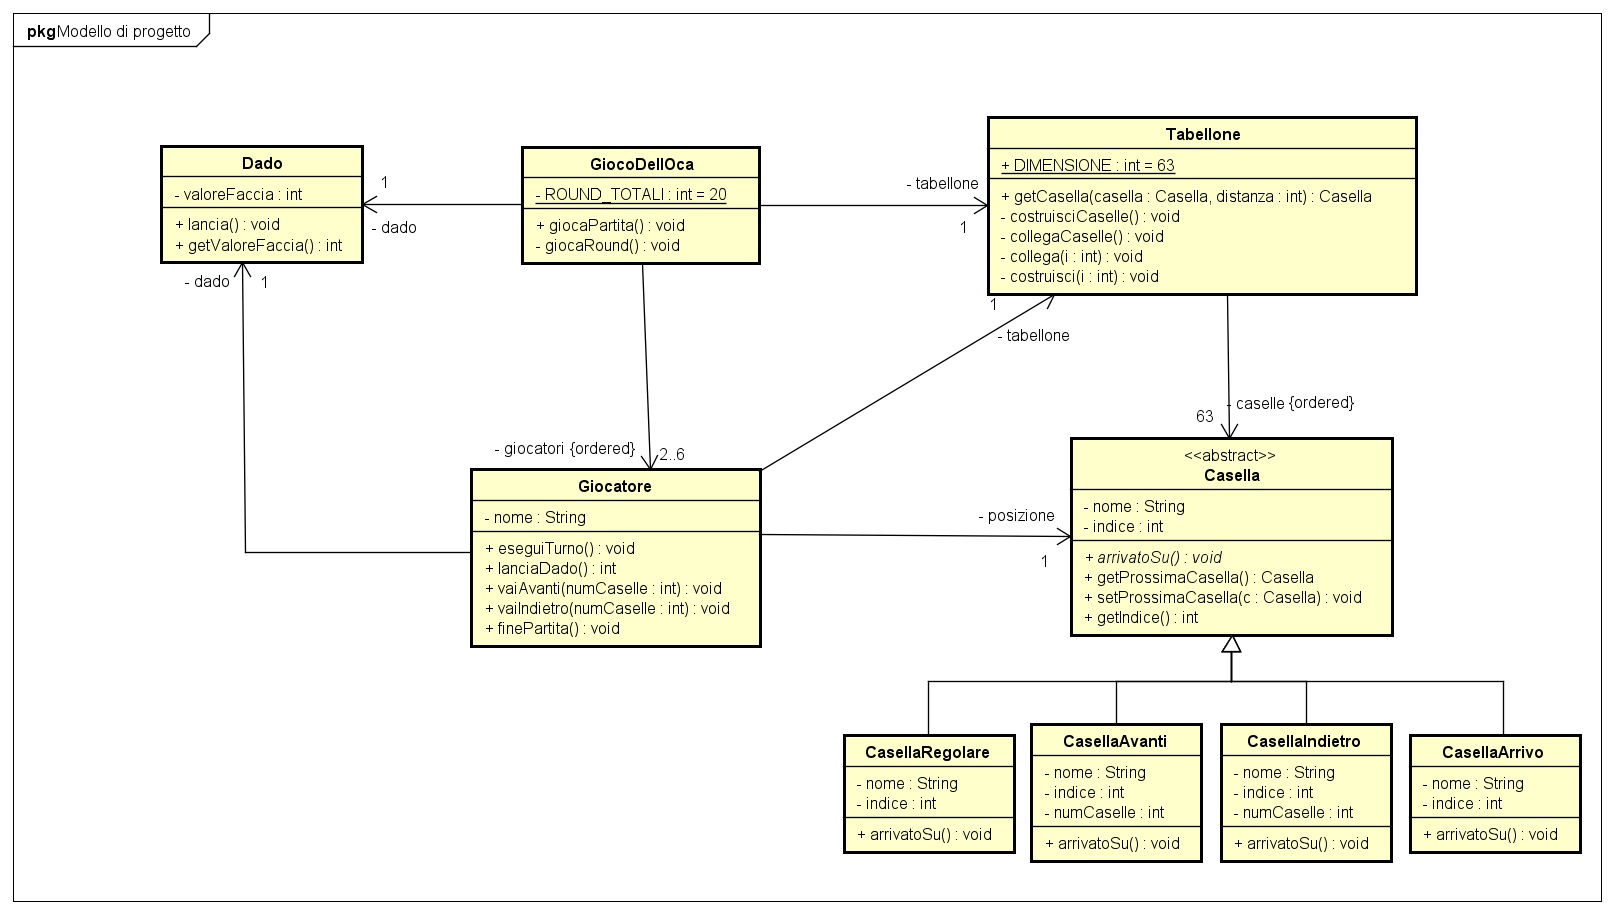 pkg Modello di progetto
Dado
- valoreFaccia : int
+ lancia() : void
+ getValoreFaccia() : int
1
- dado
GiocoDellOca
- ROUND_TOTALI : int = 20
+ giocaPartita() : void
- giocaRound() : void
- tabellone
1
Tabellone
+ DIMENSIONE : int = 63
+ getCasella(casella : Casella, distanza : int) : Casella
- costruisciCaselle() : void
- collegaCaselle() : void
- collega(i : int) : void
- costruisci(i : int) : void
- dado
1
1
- tabellone
- caselle {ordered}
63
- giocatori {ordered}
2..6
Giocatore
- nome : String
+ eseguiTurno() : void
+ lanciaDado() : int
+ vaiAvanti(numCaselle : int) : void
+ vaiIndietro(numCaselle : int) : void
+ finePartita() : void
- posizione
1
<<abstract>>
Casella
- nome : String
- indice : int
+ arrivatoSu() : void
+ getProssimaCasella() : Casella
+ setProssimaCasella(c : Casella) : void
+ getIndice() : int
CasellaRegolare
- nome : String
- indice : int
+ arrivatoSu() : void
CasellaAvanti
- nome : String
- indice : int
- numCaselle : int
+ arrivatoSu() : void
CasellaIndietro
- nome : String
- indice : int
- numCaselle : int
+ arrivatoSu() : void
CasellaArrivo
- nome : String
- indice : int
+ arrivatoSu() : void